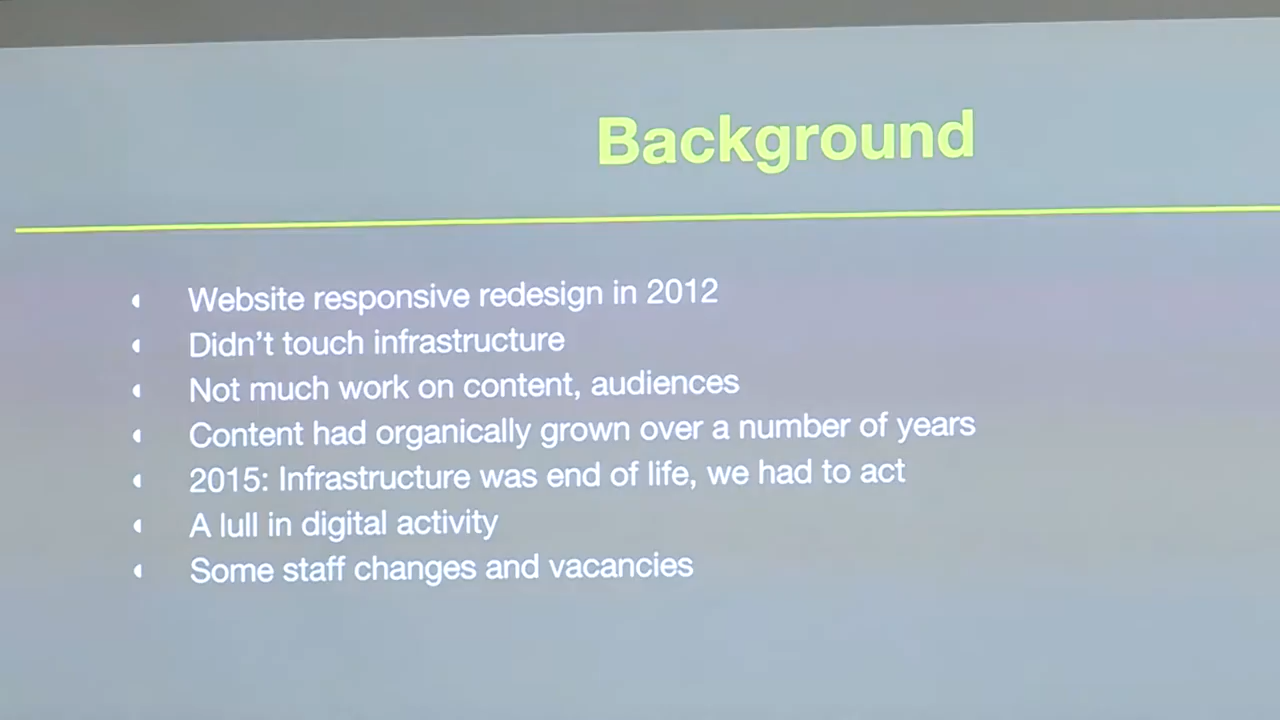 Background
Website responsive redesign in 2012
Didn't touch infrastructure
Not much work on content, audiences
Content had organically grown over a number of years
2015: Infrastructure was end of life, we had to act
A lull in digital activity
Some staff changes and vacancies